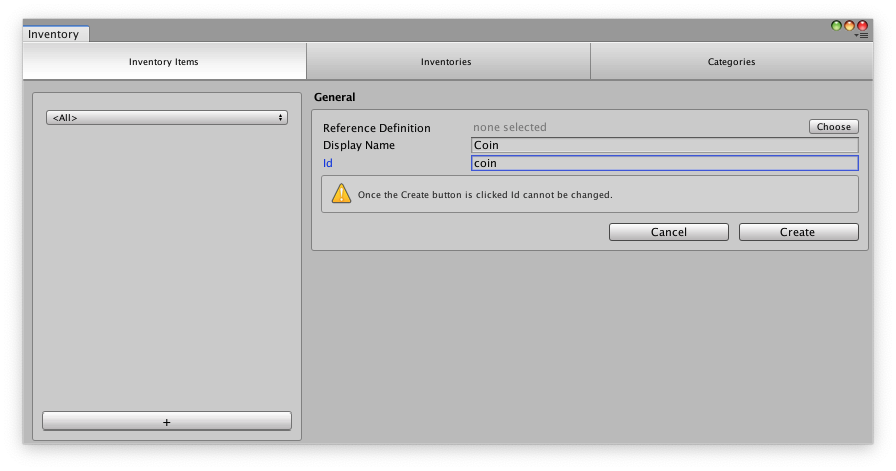 Inventory
Inventory Items
Inventories
Categories
<All>
+
General
Reference Definition none selected Choose
Display Name Coin
Id coin
Once the Create button is clicked Id cannot be changed.
Cancel Create